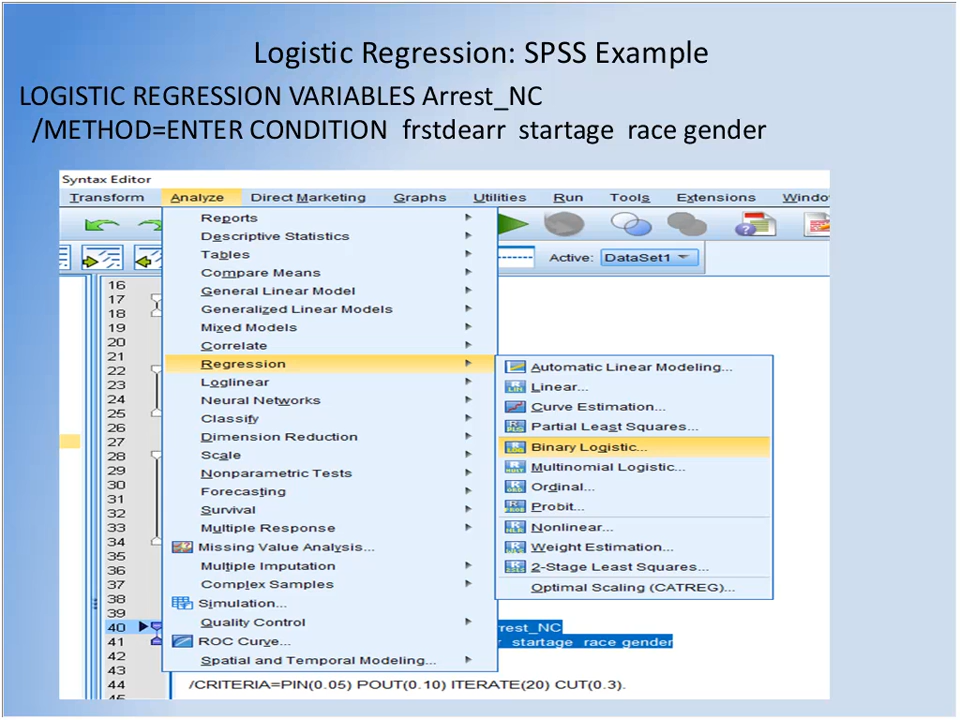 Logistic Regression: SPSS Example
LOGISTIC REGRESSION VARIABLES Arrest_NC
/METHOD=ENTER CONDITION frstdearr startage race gender
Syntax Editor
Transform Analyze Direct Marketing Graphs Utilities Run Tools Extensions Windo
Active: DataSet1
Reports
Descriptive Statistics
Tables
Compare Means
General Linear Model
Generalized Linear Models
Mixed Models
Correlate
Regression
Loglinear
Neural Networks
Classify
Dimension Reduction
Scale
Nonparametric Tests
Forecasting
Survival
Multiple Response
Missing Value Analysis...
Multiple Imputation
Complex Samples
Simulation...
Quality Control
ROC Curve...
Spatial and Temporal Modeling...
Automatic Linear Modeling...
Linear...
Curve Estimation...
Partial Least Squares...
Binary Logistic...
Multinomial Logistic...
Ordinal...
Probit...
Nonlinear...
Weight Estimation...
2-Stage Least Squares...
Optimal Scaling (CATREG)...
16
17
18
19
20
21
22
23
24
25
26
27
28
29
30
31
32
33
34
35
36
37
38
39
40 rrest_NC
41 r startage race gender
42
43
44 /CRITERIA=PIN(0.05) POUT(0.10) ITERATE(20) CUT(0.3).